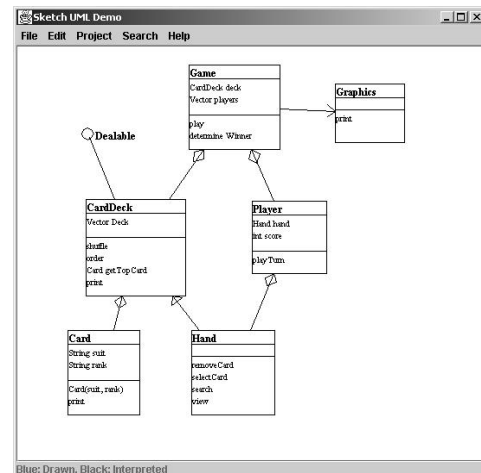 Sketch UML Demo
File Edit Project Search Help
Game
CardDeck deck
Vector players
play
determine Winner
Graphics
print
Dealable
CardDeck
Vector Deck
shuffle
order
Card getTopCard
print
Player
Hand hand
int score
playTurn
Card
String suit
String rank
Card(suit, rank)
print
Hand
removeCard
selectCard
search
view
Blue: Drawn, Black: Interpreted